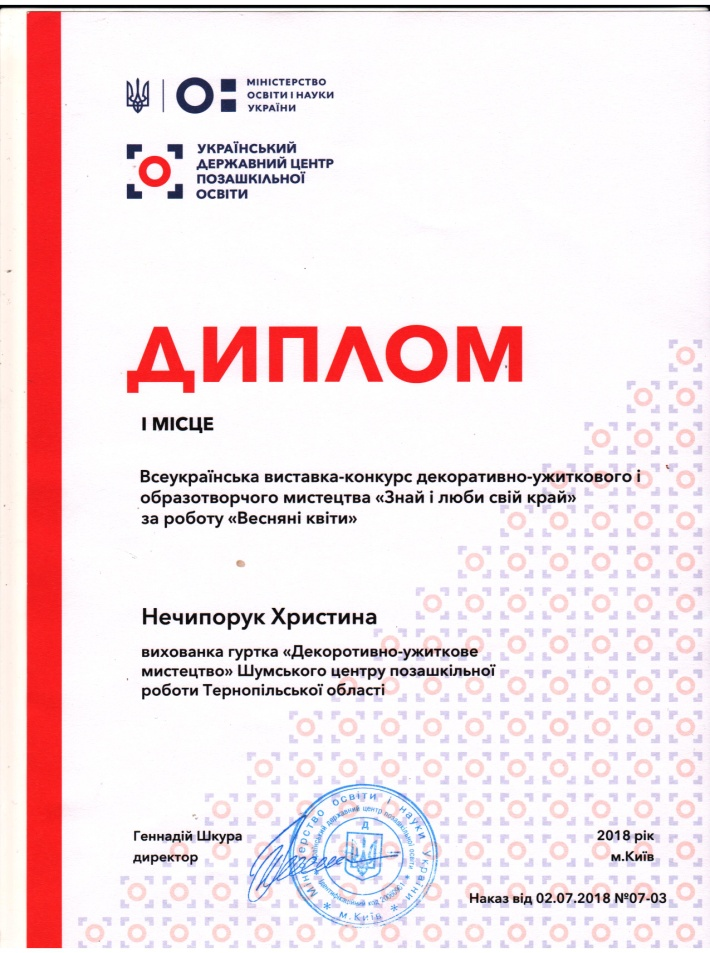 МІНІСТЕРСТВО
ОСВІТИ І НАУКИ
УКРАЇНИ
УКРАЇНСЬКИЙ
ДЕРЖАВНИЙ ЦЕНТР
ПОЗАШКІЛЬНОЇ
ОСВІТИ
ДИПЛОМ
І МІСЦЕ
Всеукраїнська виставка-конкурс декоративно-ужиткового і
образотворчого мистецтва «Знай і люби свій край»
за роботу «Весняні квіти»
Нечипорук Христина
вихованка гуртка «Декоротивно-ужиткове
мистецтво» Шумського центру позашкільної
роботи Тернопільської області
Геннадій Шкура
директор
Міністерство освіти і науки України
Український державний центр позашкільної освіти
Ідентифікаційний код
Д
м. Київ
2018 рік
м.Київ
Наказ від 02.07.2018 №07-03